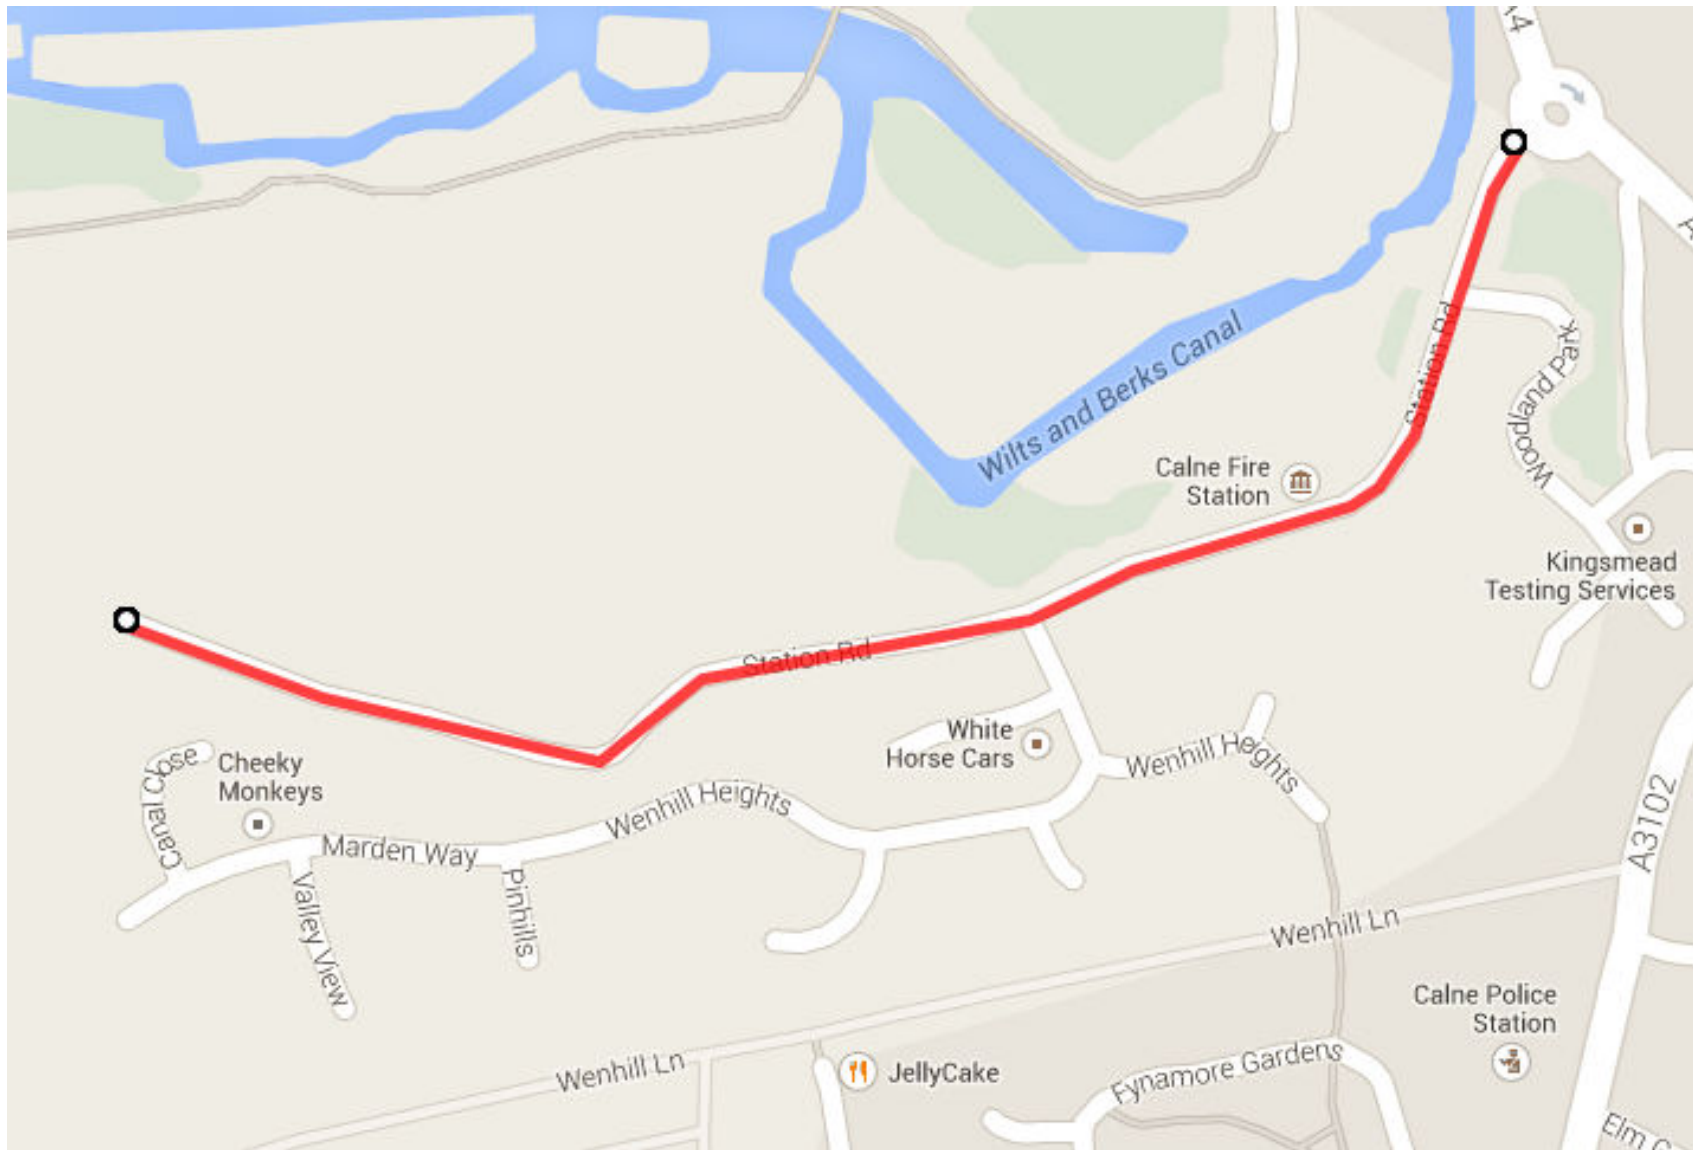 A4
A
Station Rd
Wilts and Berks Canal
Woodland Park
Calne Fire
Station
Kingsmead
Testing Services
Station Rd
White
Horse Cars
Wenhill Heights
Canal Close
Cheeky
Monkeys
Wenhill Heights
Marden Way
A3102
Valley View
Pinhills
Wenhill Ln
Calne Police
Station
Wenhill Ln
JellyCake
Fynamore Gardens
Elm C